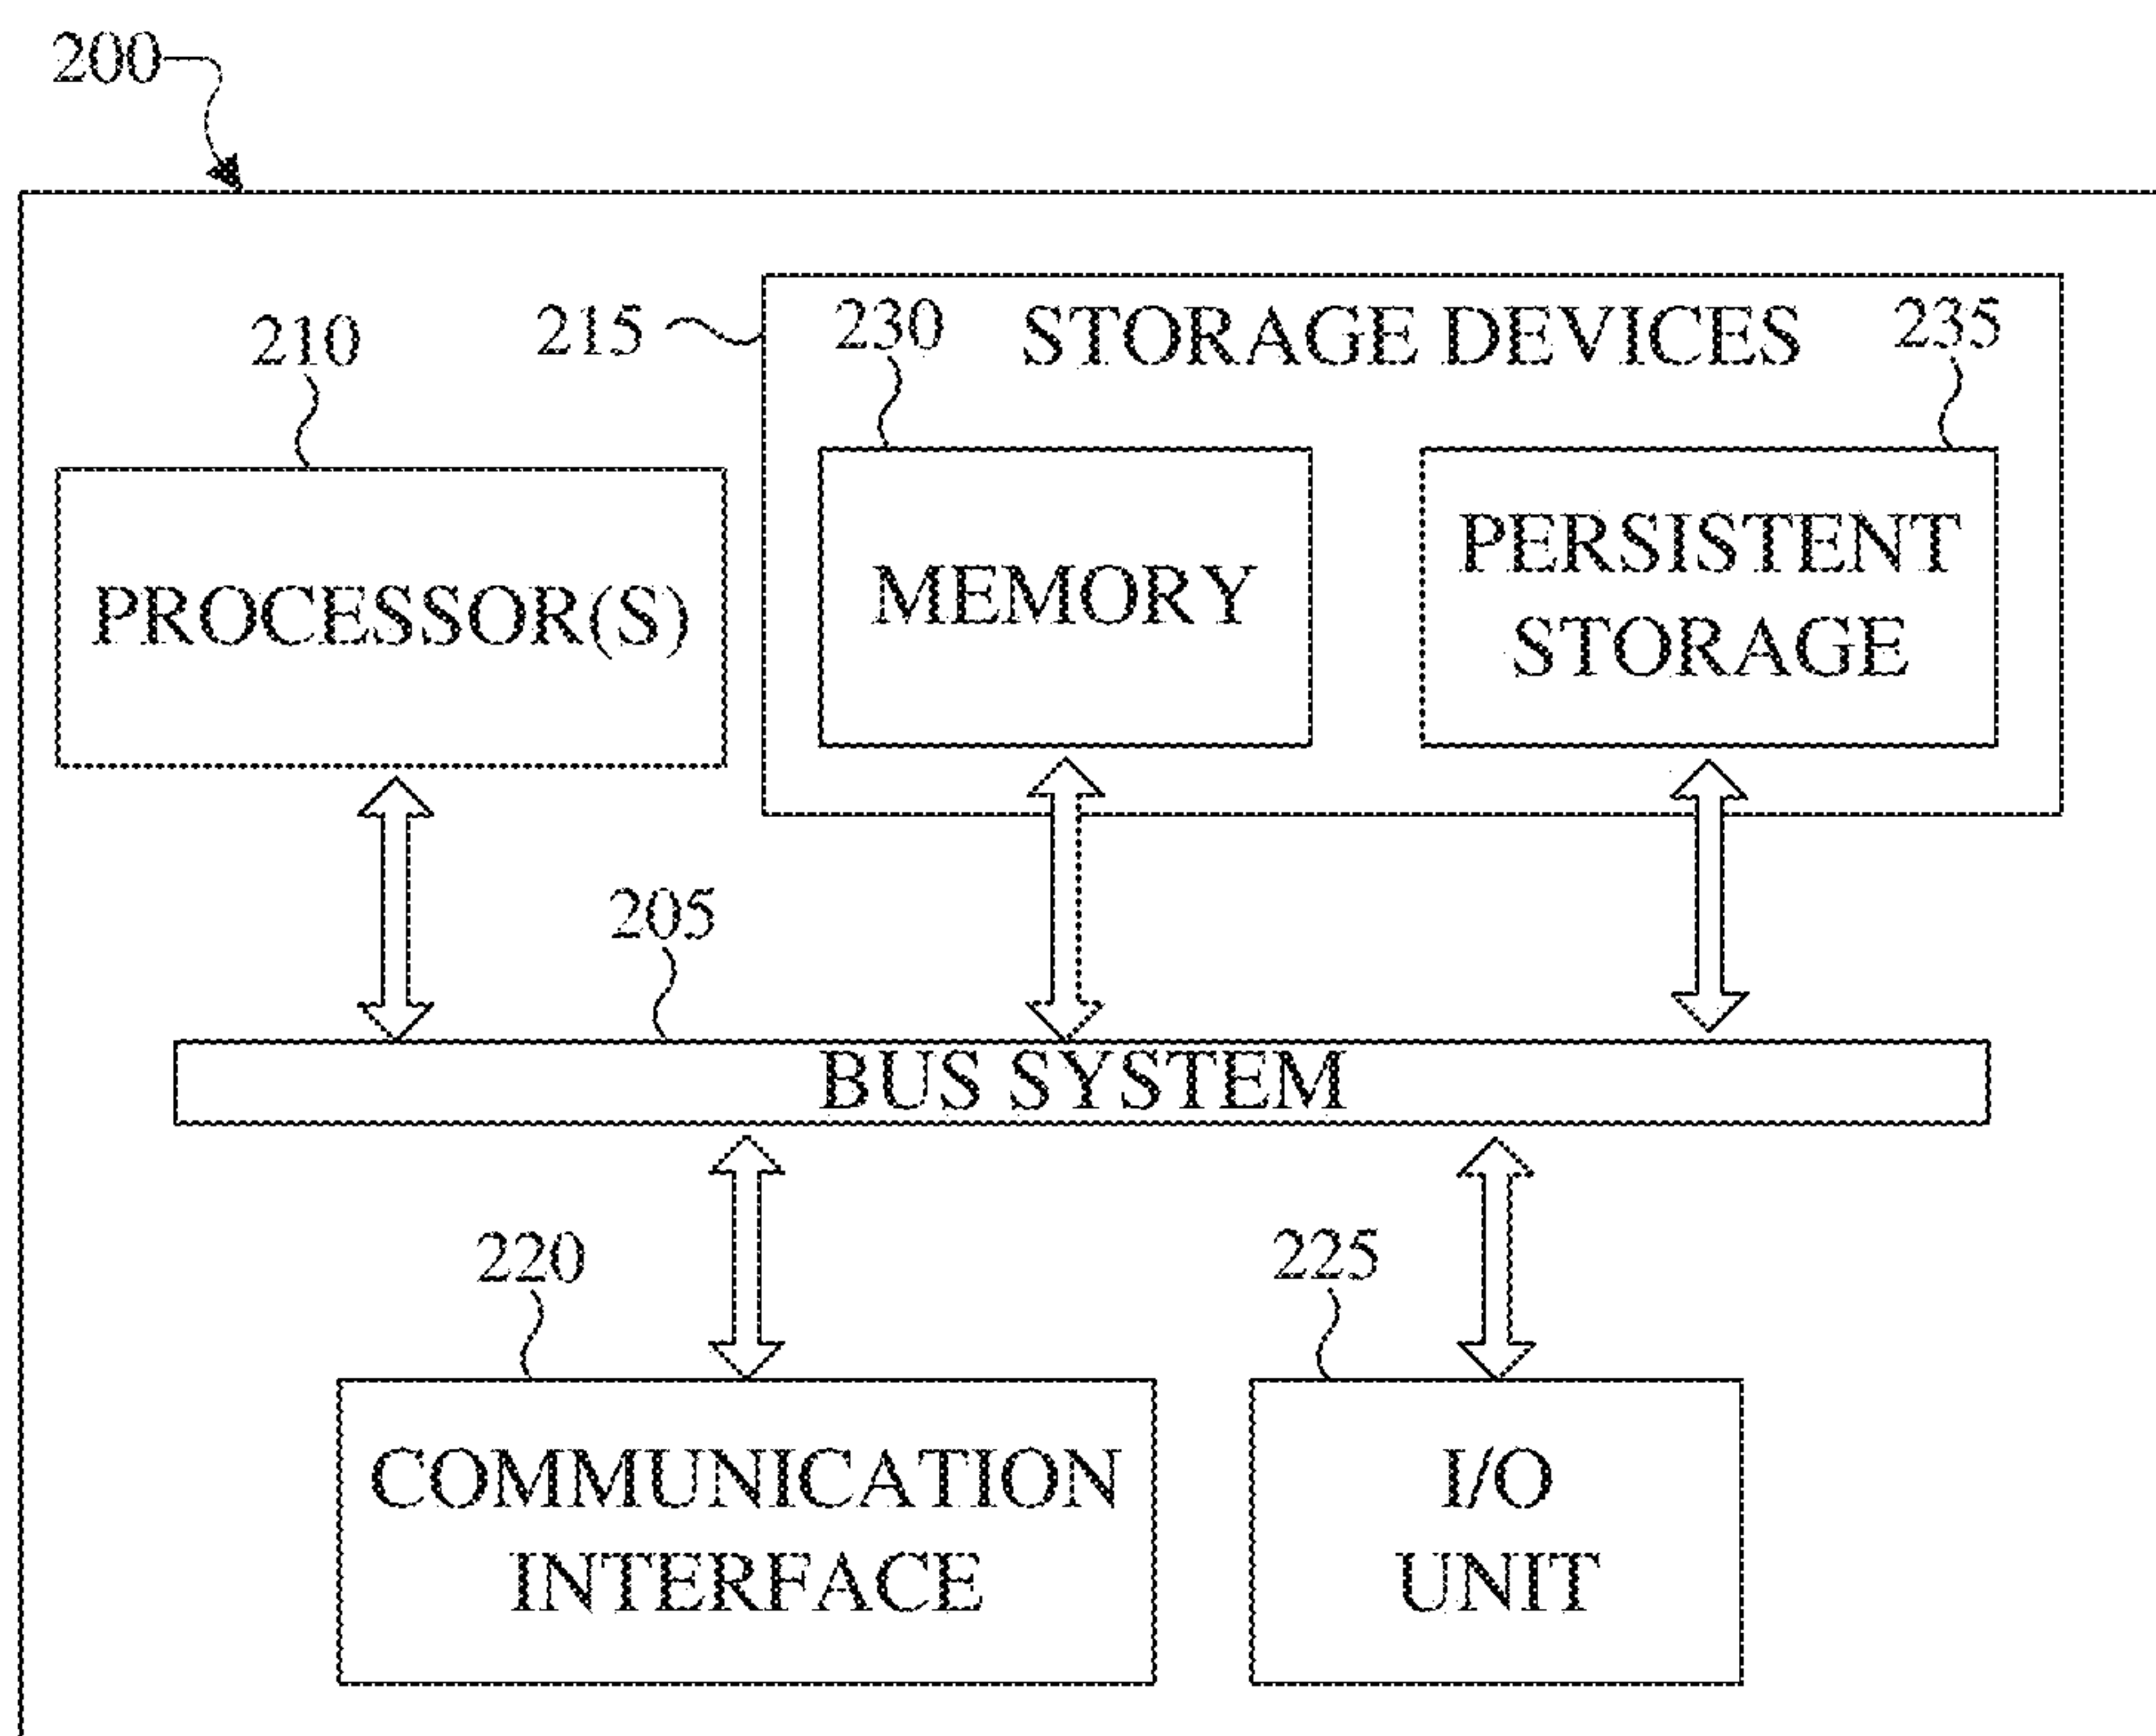 200
210
215
230
STORAGE DEVICES
235
PROCESSOR(S)
MEMORY
PERSISTENT
STORAGE
205
BUS SYSTEM
220
225
COMMUNICATION
INTERFACE
I/O
UNIT